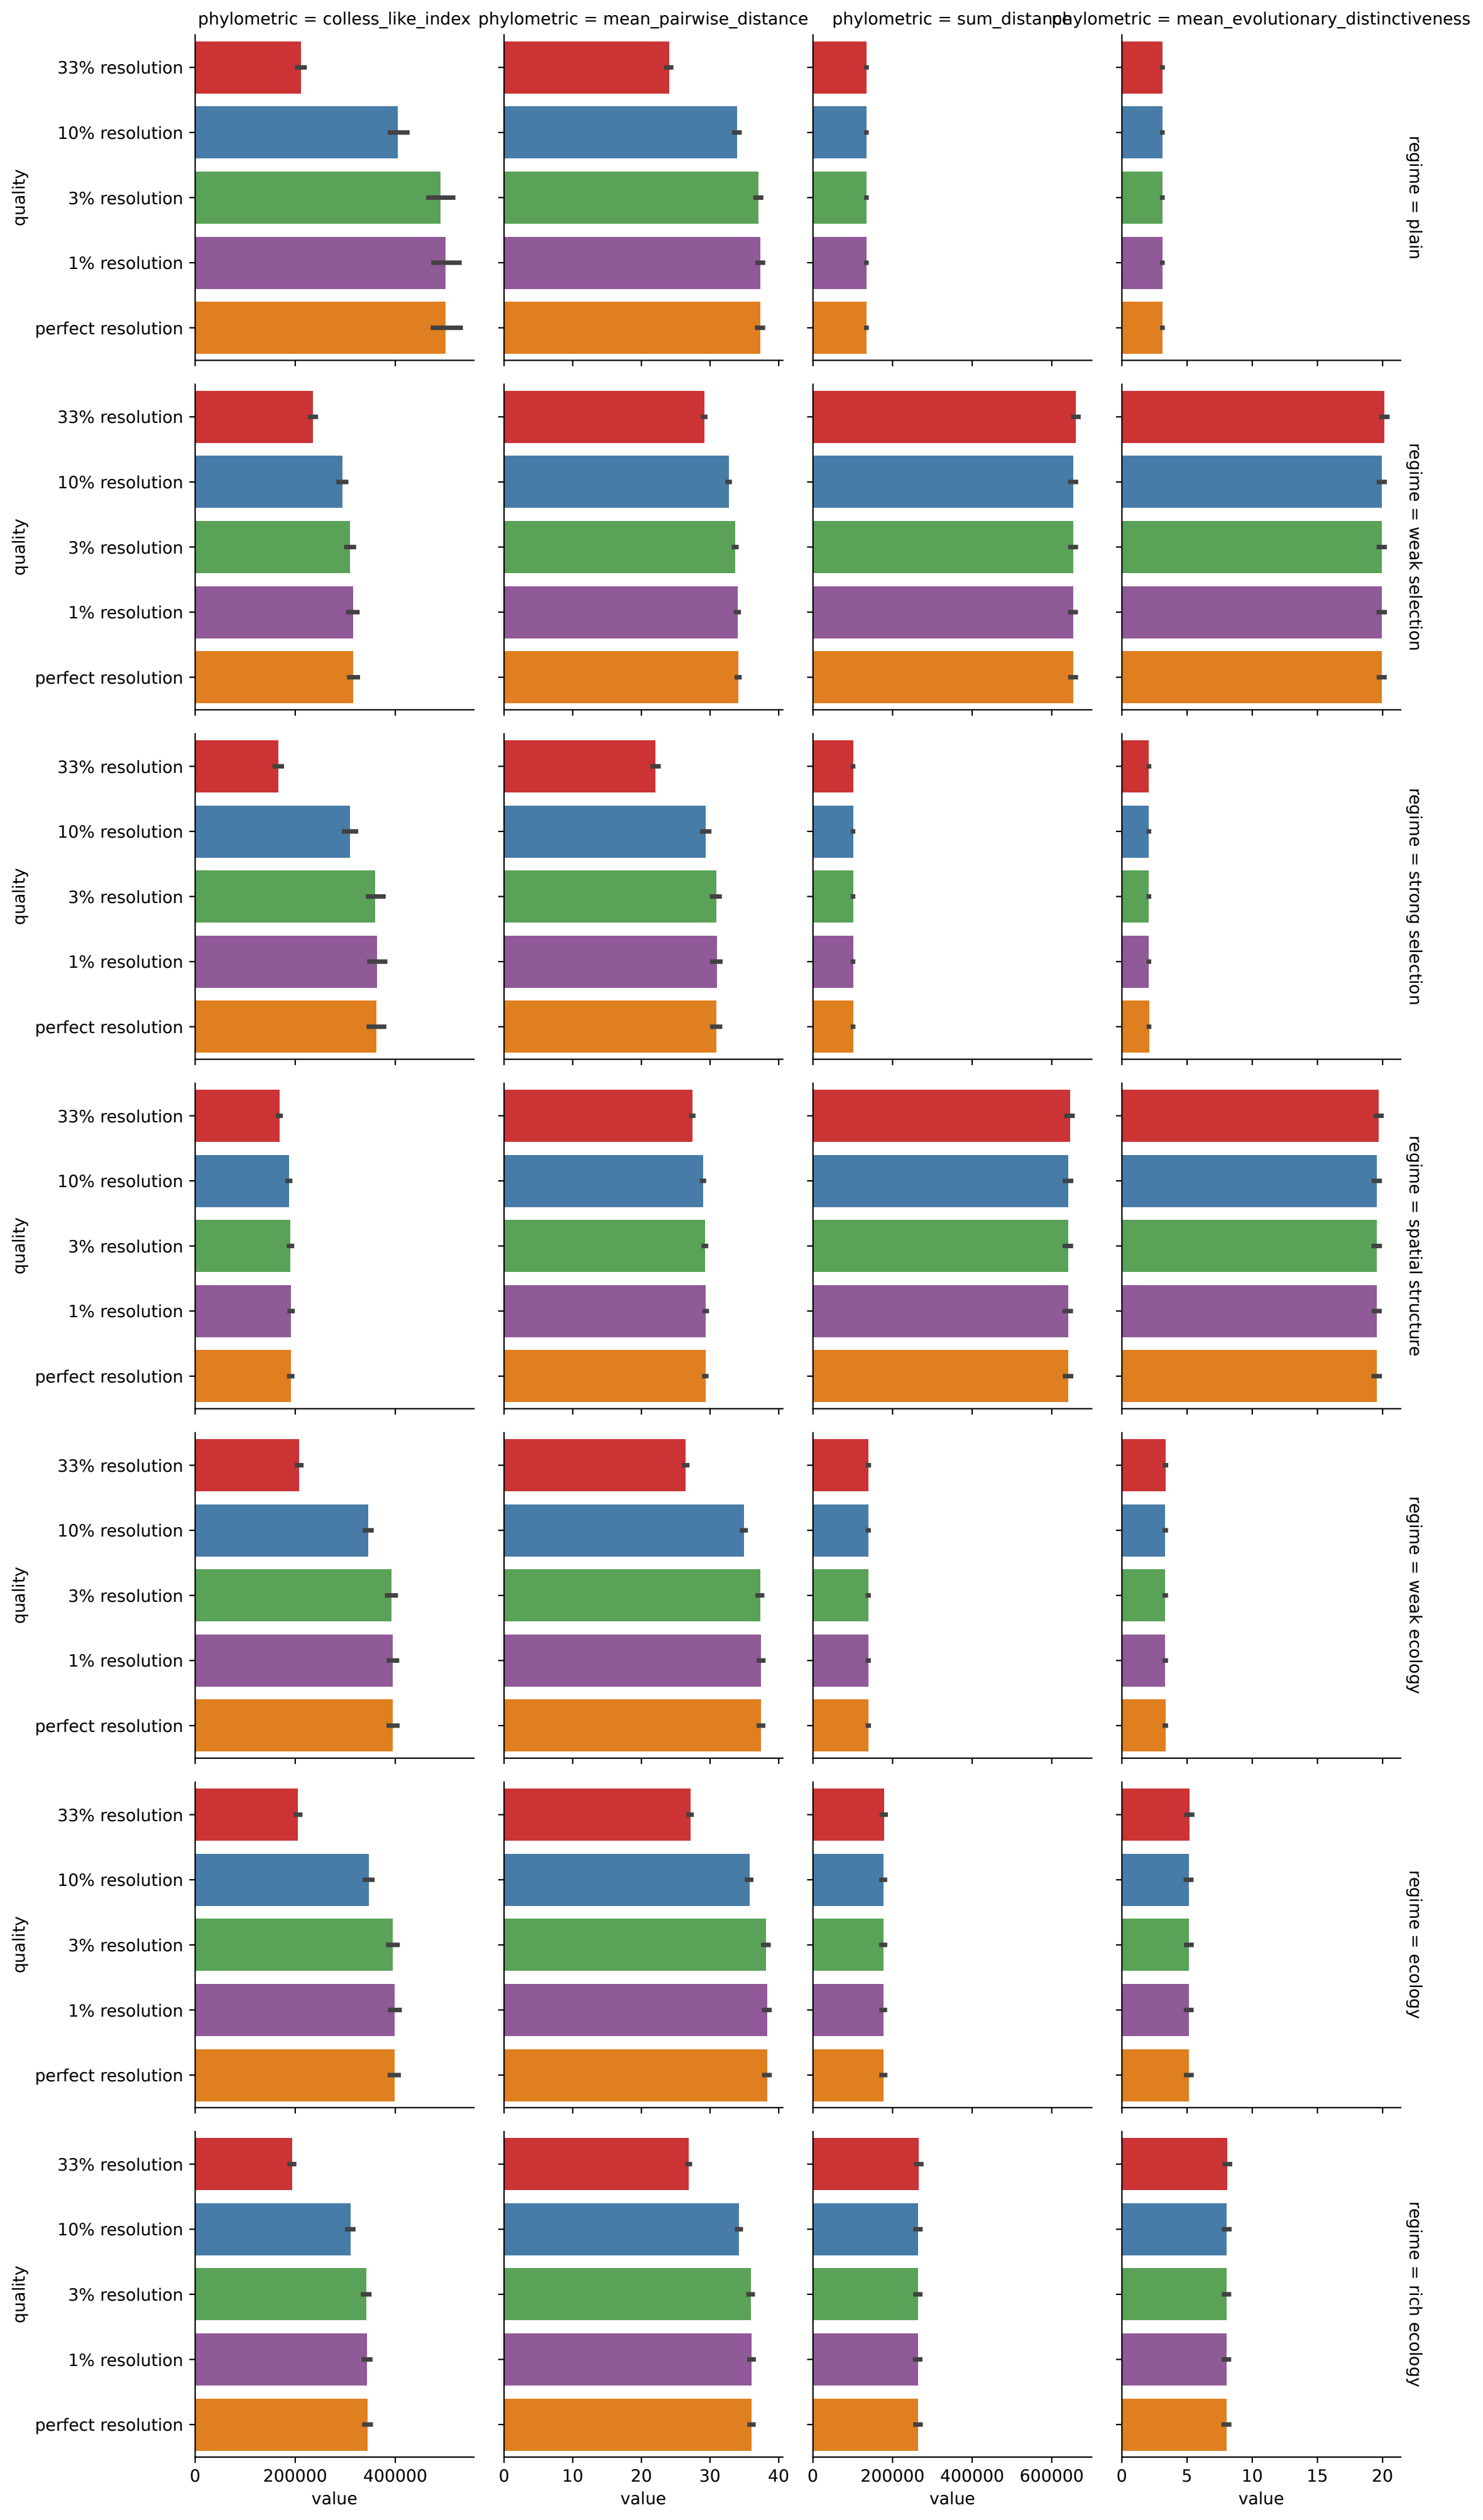 phylometric = colless_like_index
phylometric = mean_pairwise_distance
phylometric = sum_distance
phylometric = mean_evolutionary_distinctiveness
quality
33% resolution
10% resolution
3% resolution
1% resolution
perfect resolution
regime = plain
quality
33% resolution
10% resolution
3% resolution
1% resolution
perfect resolution
regime = weak selection
quality
33% resolution
10% resolution
3% resolution
1% resolution
perfect resolution
regime = strong selection
quality
33% resolution
10% resolution
3% resolution
1% resolution
perfect resolution
regime = spatial structure
quality
33% resolution
10% resolution
3% resolution
1% resolution
perfect resolution
regime = weak ecology
quality
33% resolution
10% resolution
3% resolution
1% resolution
perfect resolution
regime = ecology
quality
33% resolution
10% resolution
3% resolution
1% resolution
perfect resolution
regime = rich ecology
0 200000 400000
0 10 20 30 40
0 200000 400000 600000
0 5 10 15 20
value
value
value
value